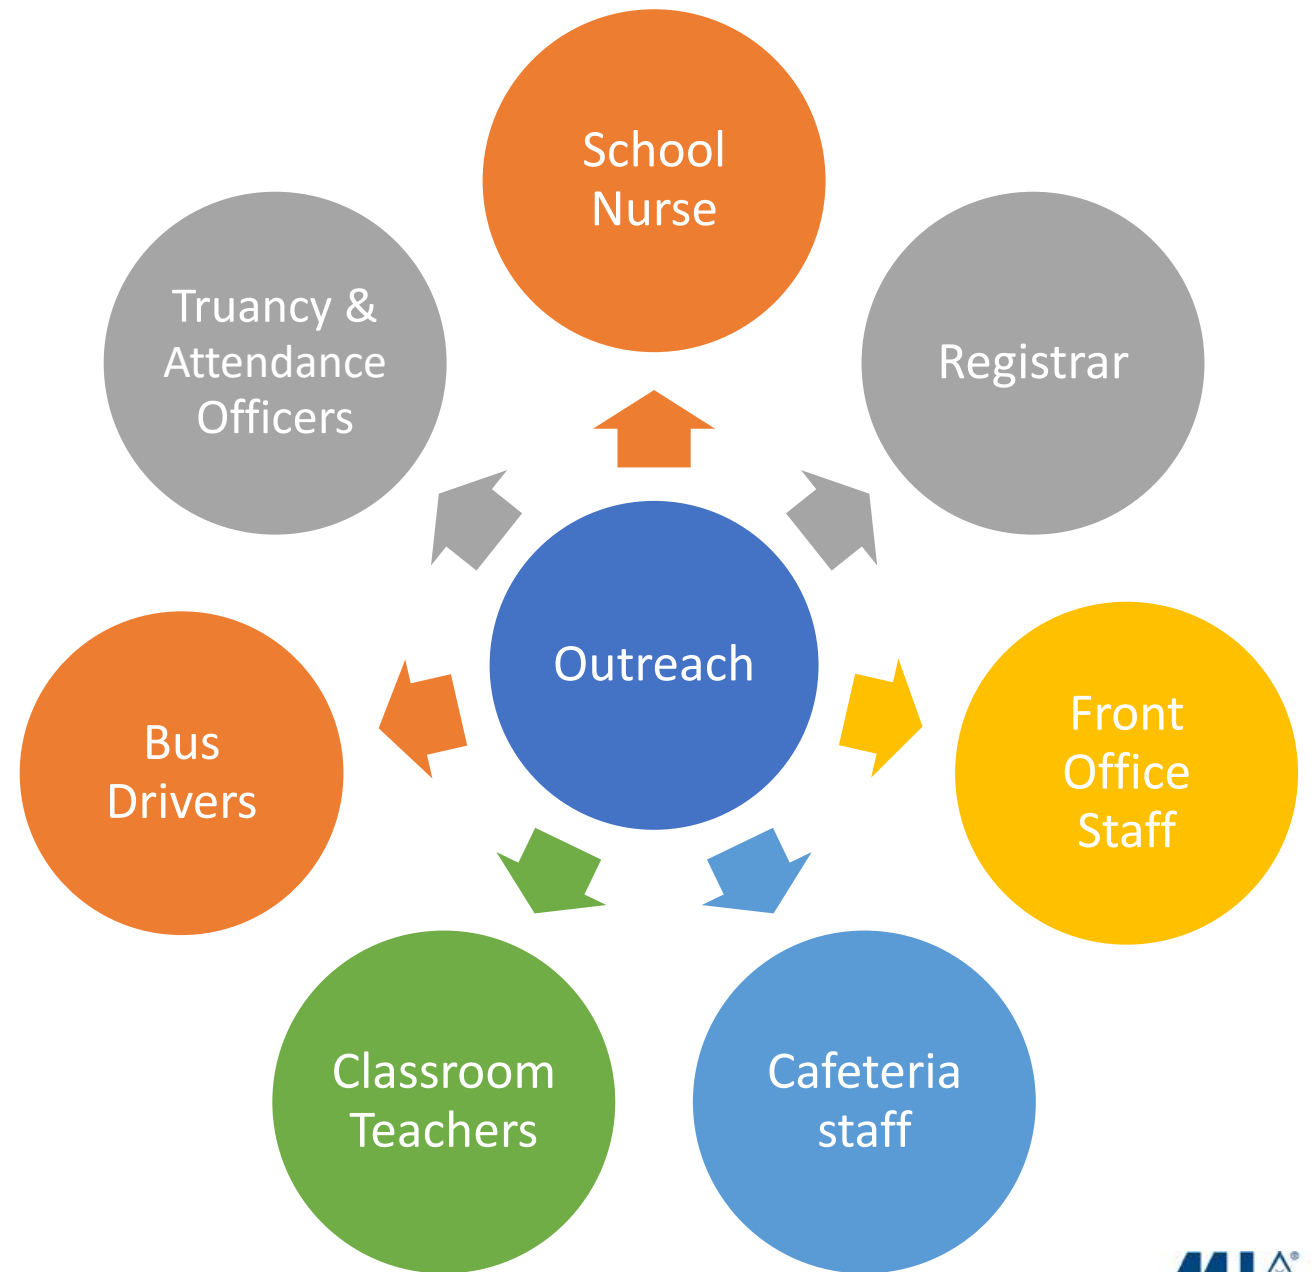 School
Nurse
Truancy &
Attendance
Officers
Registrar
Outreach
Front
Office
Staff
Bus
Drivers
Classroom
Teachers
Cafeteria
staff